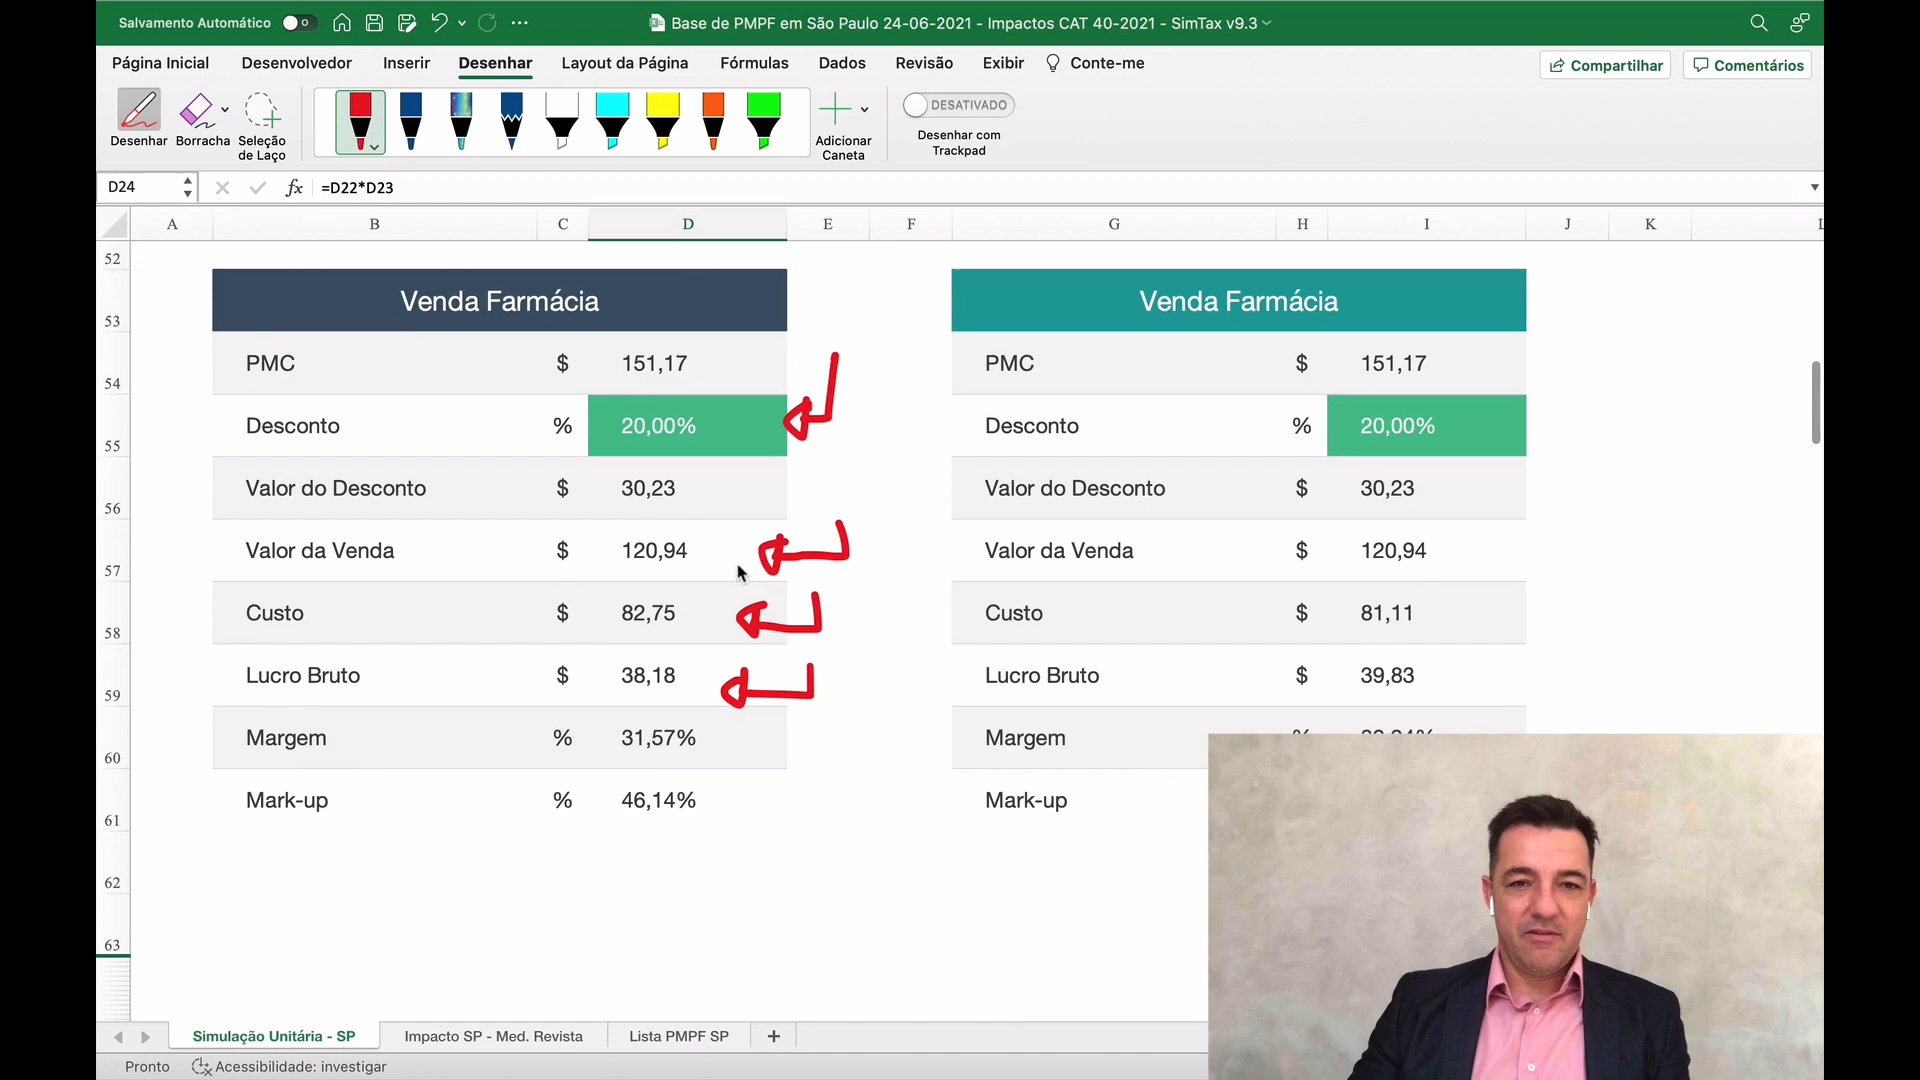 Salvamento Automático
Base de PMPF em São Paulo 24-06-2021 - Impactos CAT 40-2021 - SimTax v9.3
Página Inicial Desenvolvedor Inserir Desenhar Layout da Página Fórmulas Dados Revisão Exibir Conte-me Compartilhar Comentários
Desenhar
Borracha
Seleção de Laço
Adicionar Caneta
DESATIVADO
Desenhar com Trackpad
D24 fx =D22*D23
A B C D E F G H I J K L
52
53 Venda Farmácia Venda Farmácia
54 PMC $ 151,17 PMC $ 151,17
55 Desconto % 20,00% Desconto % 20,00%
56 Valor do Desconto $ 30,23 Valor do Desconto $ 30,23
57 Valor da Venda $ 120,94 Valor da Venda $ 120,94
58 Custo $ 82,75 Custo $ 81,11
59 Lucro Bruto $ 38,18 Lucro Bruto $ 39,83
60 Margem % 31,57% Margem
61 Mark-up % 46,14% Mark-up
62
63
Simulação Unitária - SP Impacto SP - Med. Revista Lista PMPF SP +
Pronto Acessibilidade: investigar